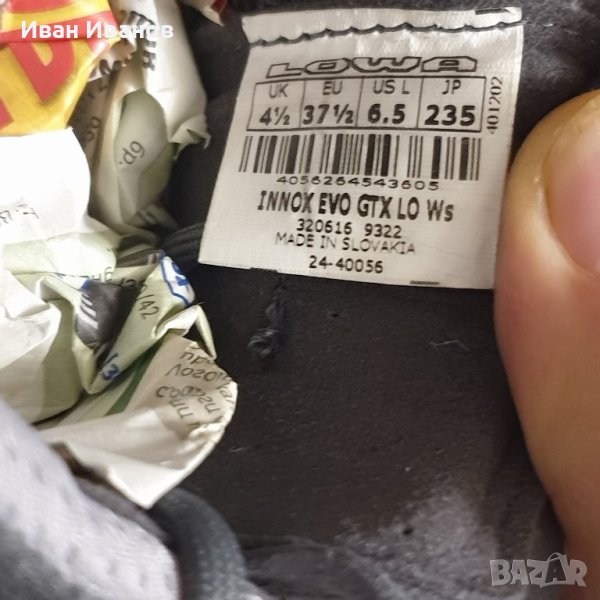 Иван Иванов
LOWA
UK EU US L JP
4½ 37½ 6.5 235
401202
4056264543605
INNOX EVO GTX LO Ws
320616 9322
MADE IN SLOVAKIA
24-40056
BAZAR